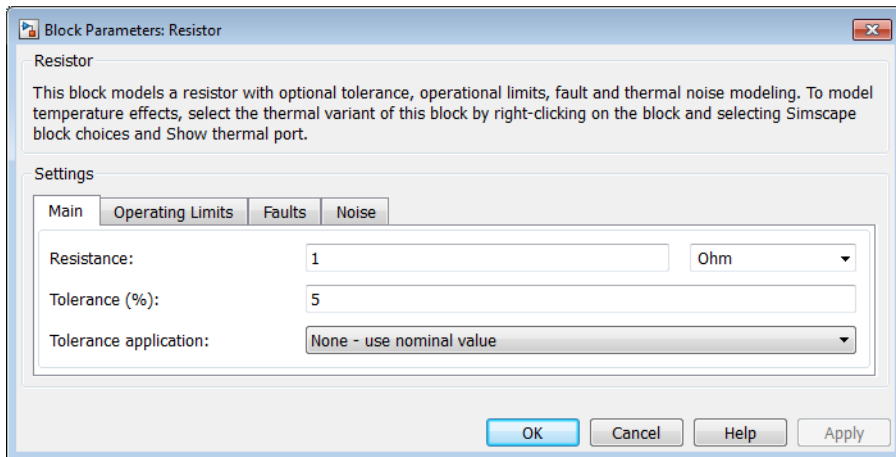 Block Parameters: Resistor
Resistor
This block models a resistor with optional tolerance, operational limits, fault and thermal noise modeling. To model
temperature effects, select the thermal variant of this block by right-clicking on the block and selecting Simscape
block choices and Show thermal port.
Settings
Main Operating Limits Faults Noise
Resistance: 1 Ohm
Tolerance (%): 5
Tolerance application: None - use nominal value
OK Cancel Help Apply